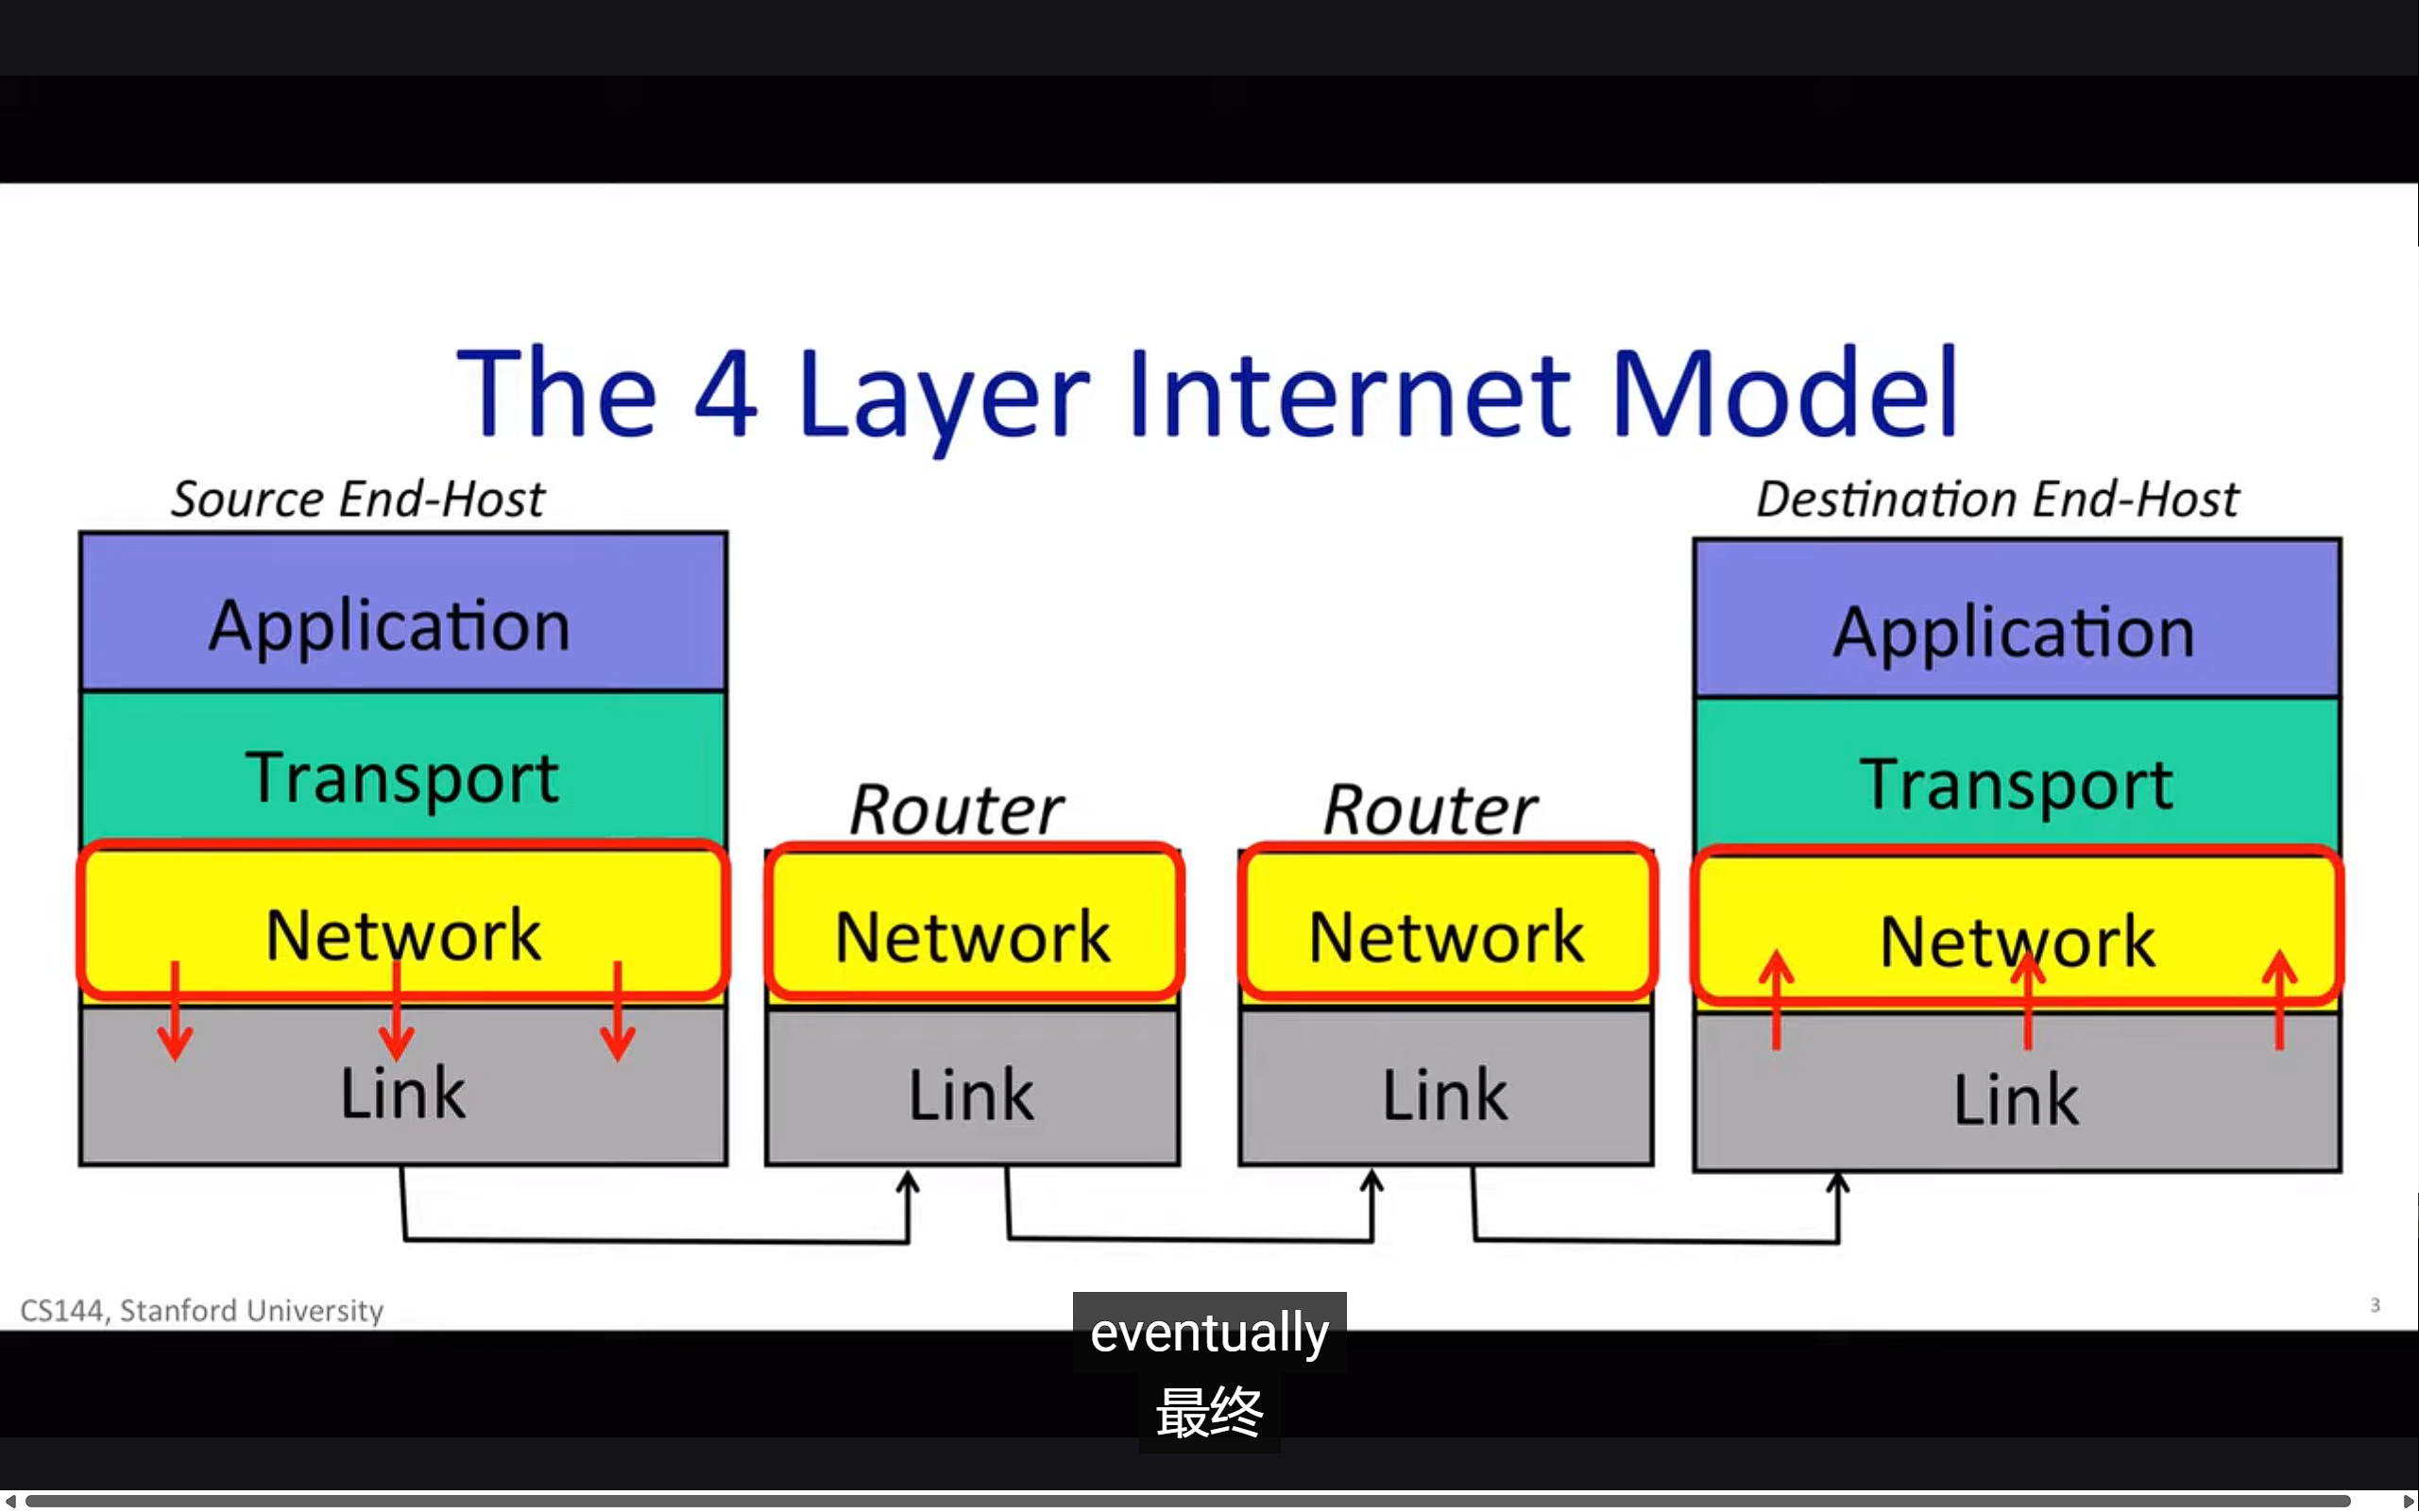 The 4 Layer Internet Model
Source End-Host
Destination End-Host
Application
Application
Transport
Transport
Router
Router
Network
Network
Network
Network
Link
Link
Link
Link
CS144, Stanford University
3
eventually
最终